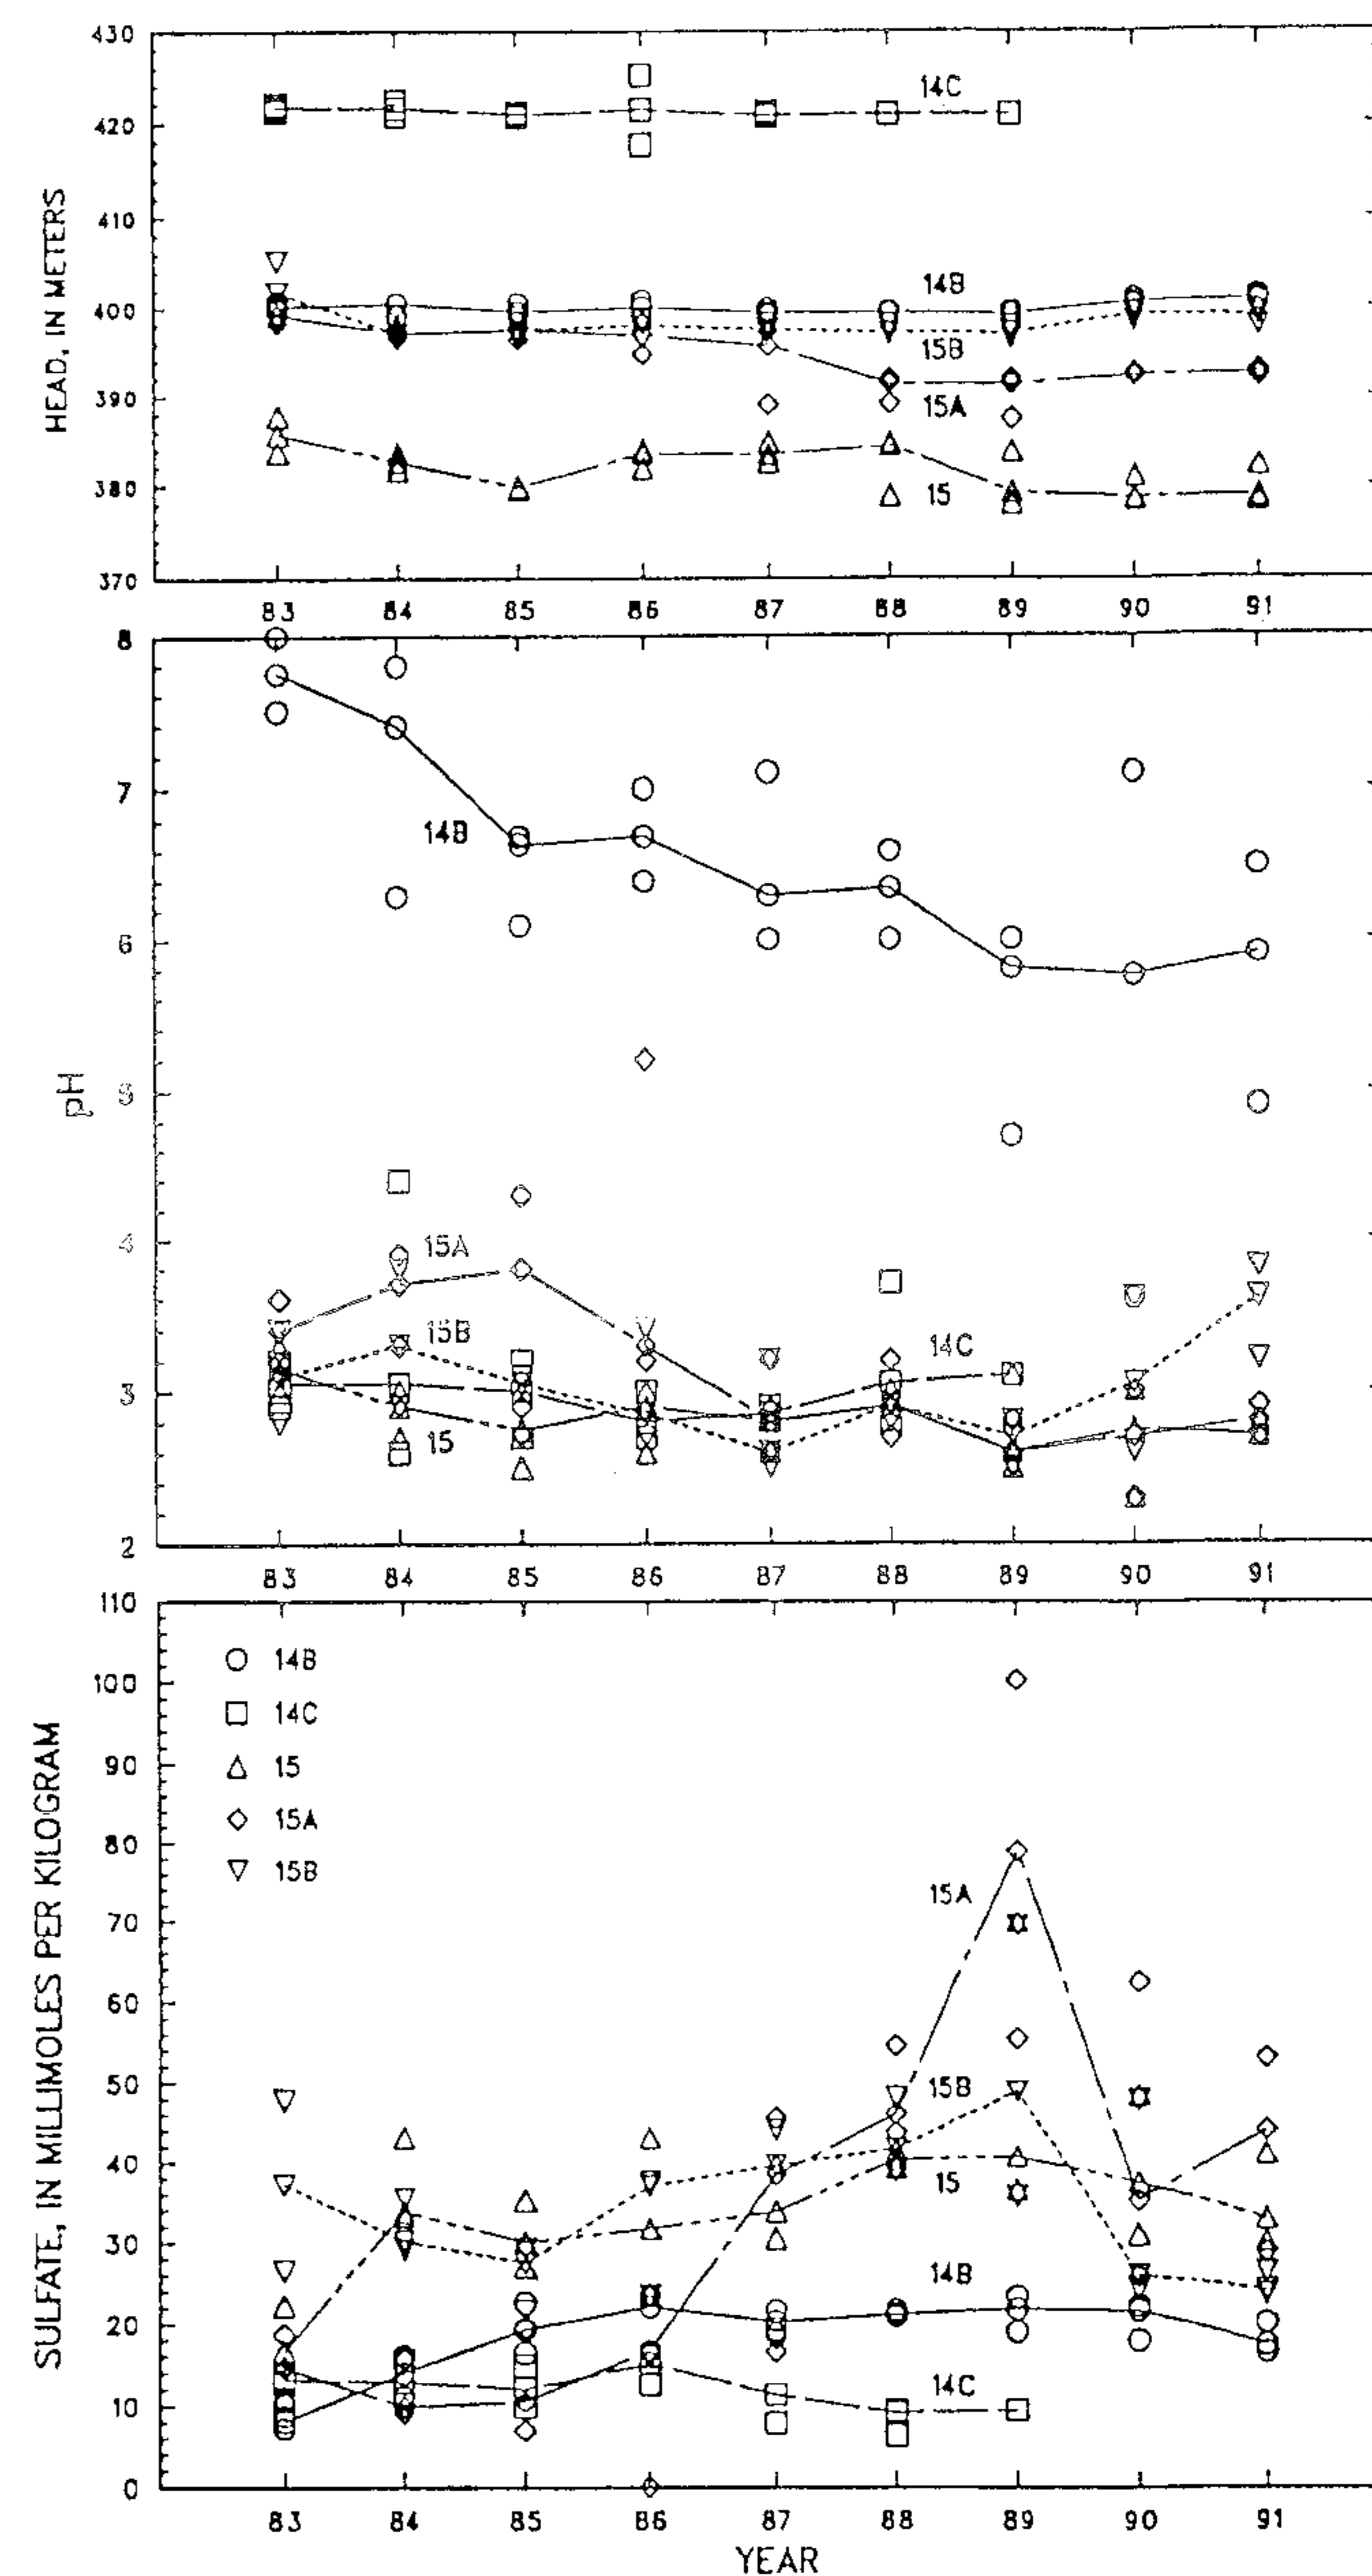 HEAD, IN METERS
430
420
410
400
390
380
370
14C
14B
15B
15A
15
83 84 85 86 87 88 89 90 91
pH
8
7
6
5
4
3
2
14B
15A
15B
14C
15
83 84 85 86 87 88 89 90 91
SULFATE, IN MILLIMOLES PER KILOGRAM
110
100
90
80
70
60
50
40
30
20
10
0
14B
14C
15
15A
15B
15A
15B
15
14B
14C
83 84 85 86 87 88 89 90 91
YEAR